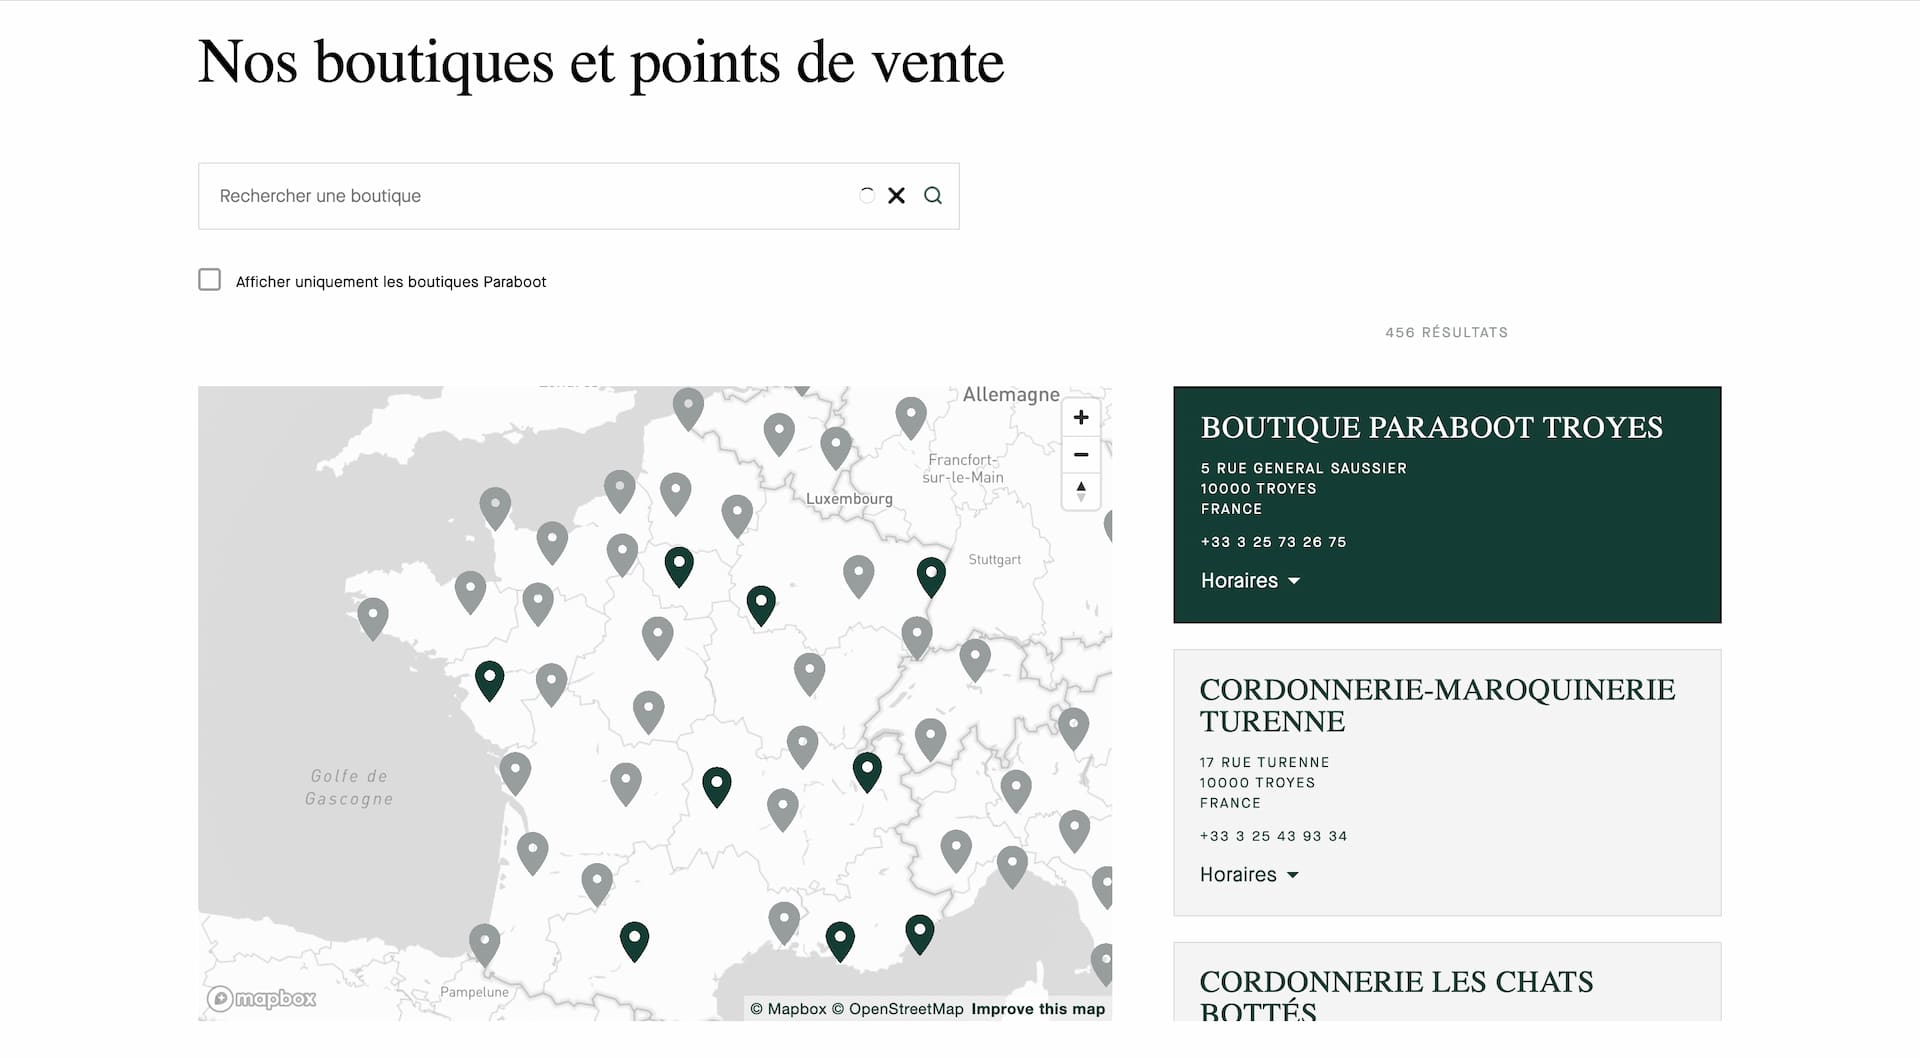 Nos boutiques et points de vente
Rechercher une boutique
Afficher uniquement les boutiques Paraboot
456 RÉSULTATS
Allemagne
Francfort-
sur-le-Main
Luxembourg
Stuttgart
Golfe de
Gascogne
Pampelune
mapbox
© Mapbox © OpenStreetMap Improve this map
BOUTIQUE PARABOOT TROYES
5 RUE GENERAL SAUSSIER
10000 TROYES
FRANCE
+33 3 25 73 26 75
Horaires
CORDONNERIE-MAROQUINERIE
TURENNE
17 RUE TURENNE
10000 TROYES
FRANCE
+33 3 25 43 93 34
Horaires
CORDONNERIE LES CHATS
BOTTÉS